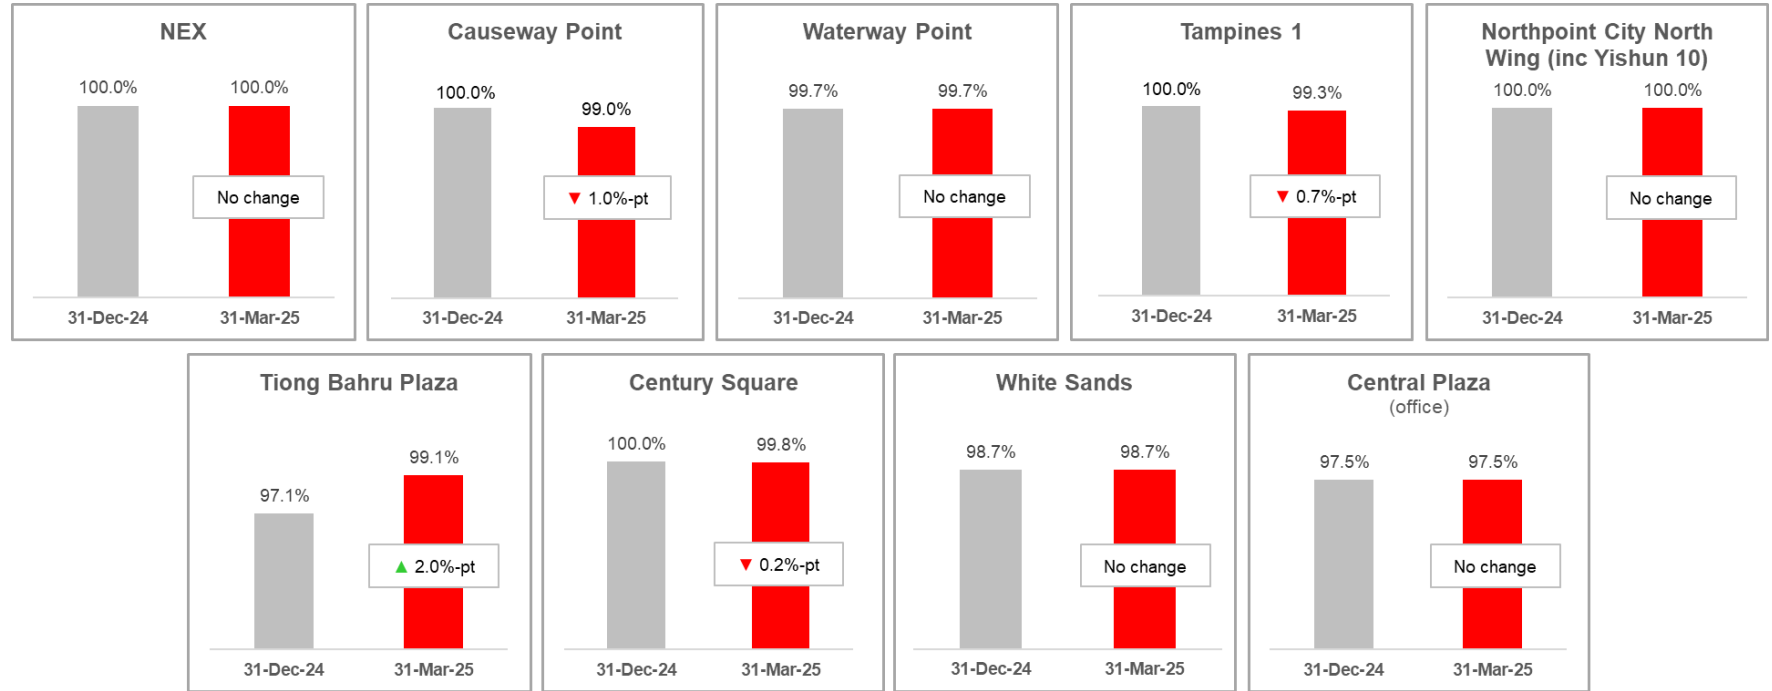 NEX
100.0% 100.0%
No change
31-Dec-24 31-Mar-25
Causeway Point
100.0% 99.0%
▼ 1.0%-pt
31-Dec-24 31-Mar-25
Waterway Point
99.7% 99.7%
No change
31-Dec-24 31-Mar-25
Tampines 1
100.0% 99.3%
▼ 0.7%-pt
31-Dec-24 31-Mar-25
Northpoint City North
Wing (inc Yishun 10)
100.0% 100.0%
No change
31-Dec-24 31-Mar-25
Tiong Bahru Plaza
97.1% 99.1%
▲ 2.0%-pt
31-Dec-24 31-Mar-25
Century Square
100.0% 99.8%
▼ 0.2%-pt
31-Dec-24 31-Mar-25
White Sands
98.7% 98.7%
No change
31-Dec-24 31-Mar-25
Central Plaza
(office)
97.5% 97.5%
No change
31-Dec-24 31-Mar-25